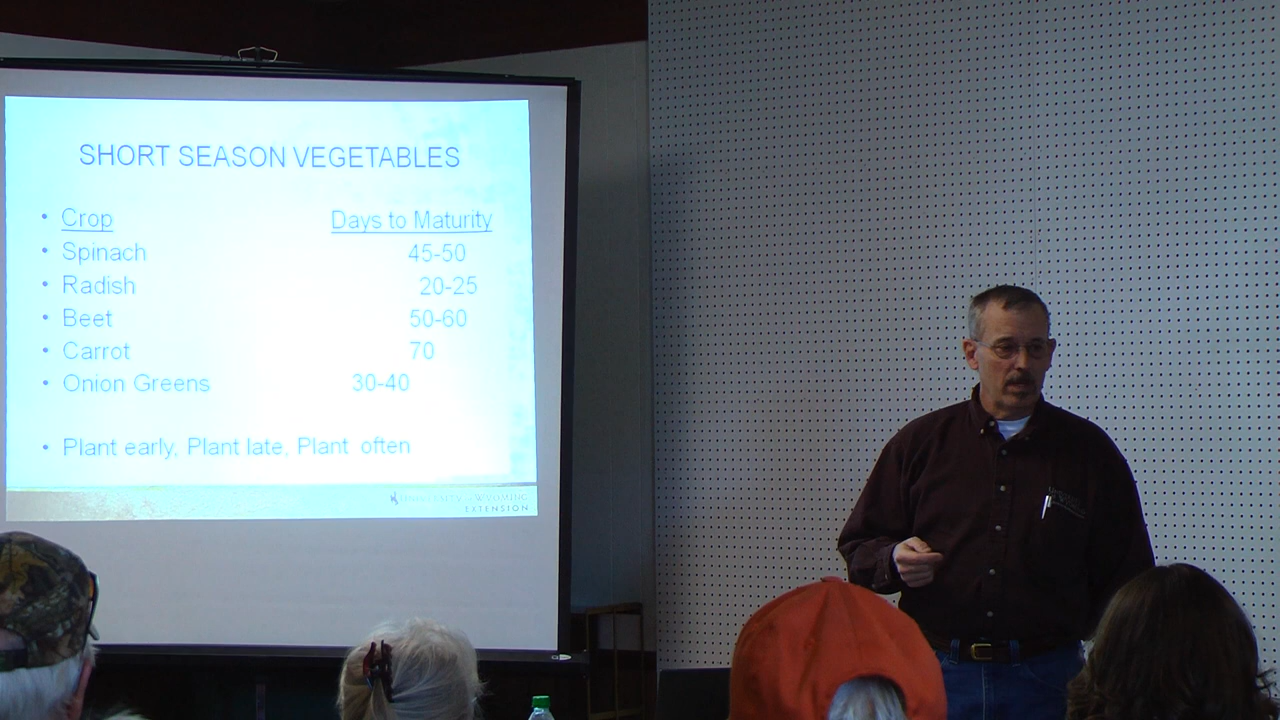 SHORT SEASON VEGETABLES
• Crop Days to Maturity
• Spinach 45-50
• Radish 20-25
• Beet 50-60
• Carrot 70
• Onion Greens 30-40
• Plant early, Plant late, Plant often
UNIVERSITY OF WYOMING
EXTENSION